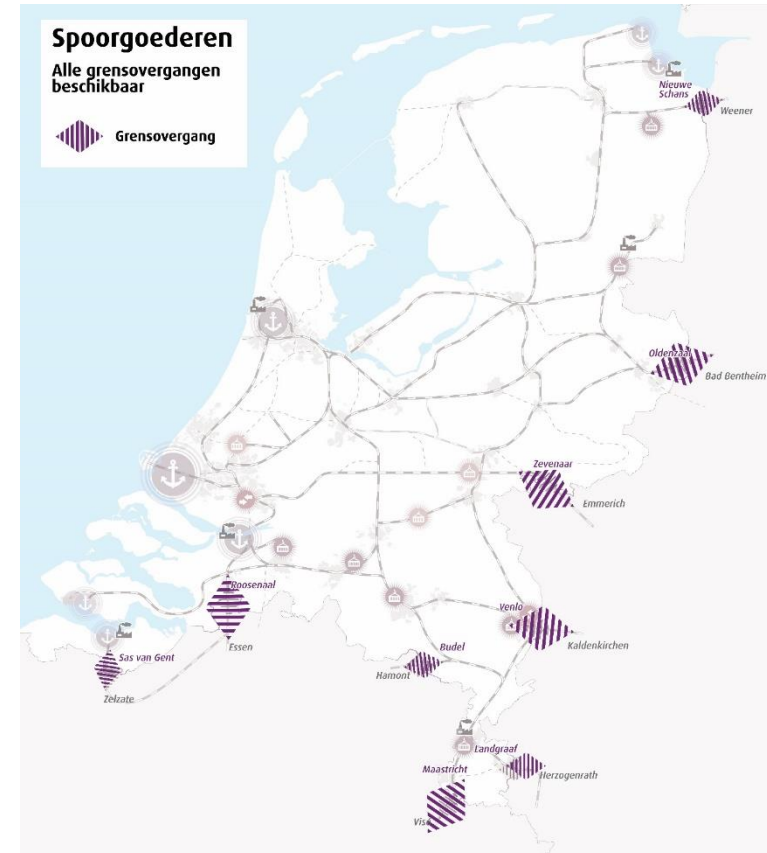 Spoorgoederen
Alle grensovergangen
beschikbaar
Grensovergang
Nieuwe
Schans
Weener
Oldenzaal
Bad Bentheim
Zevenaar
Emmerich
Roosenaal
Essen
Venlo
Kaldenkirchen
Budel
Hamont
Sas van Gent
Zelzate
Landgraaf
Herzogenrath
Maastricht
Visé